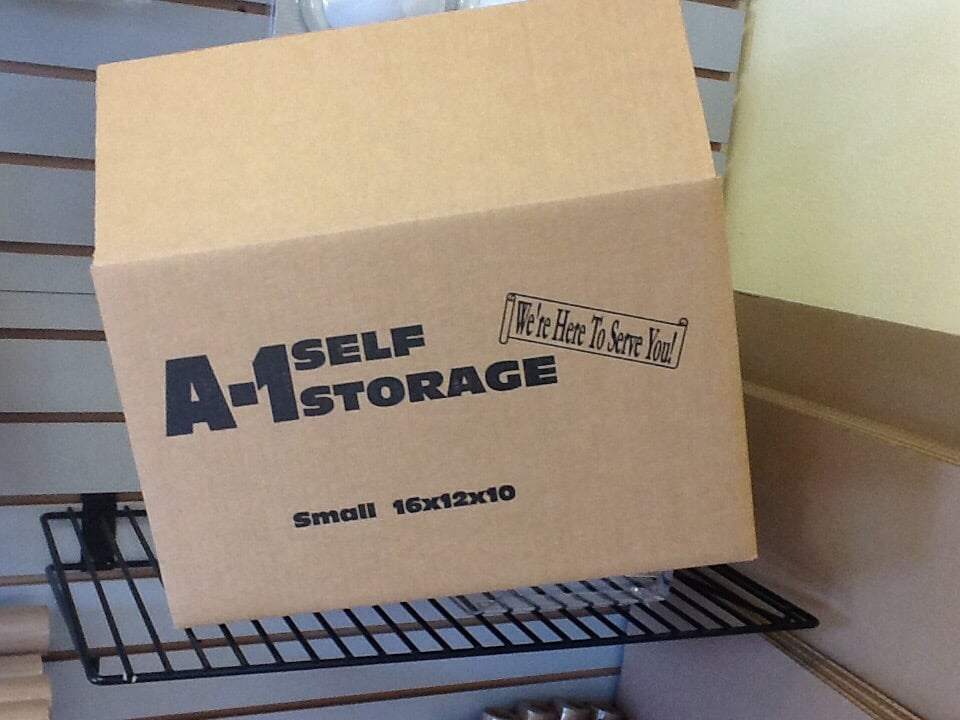 A-1 SELF
STORAGE
We're Here To Serve You!
Small 16x12x10